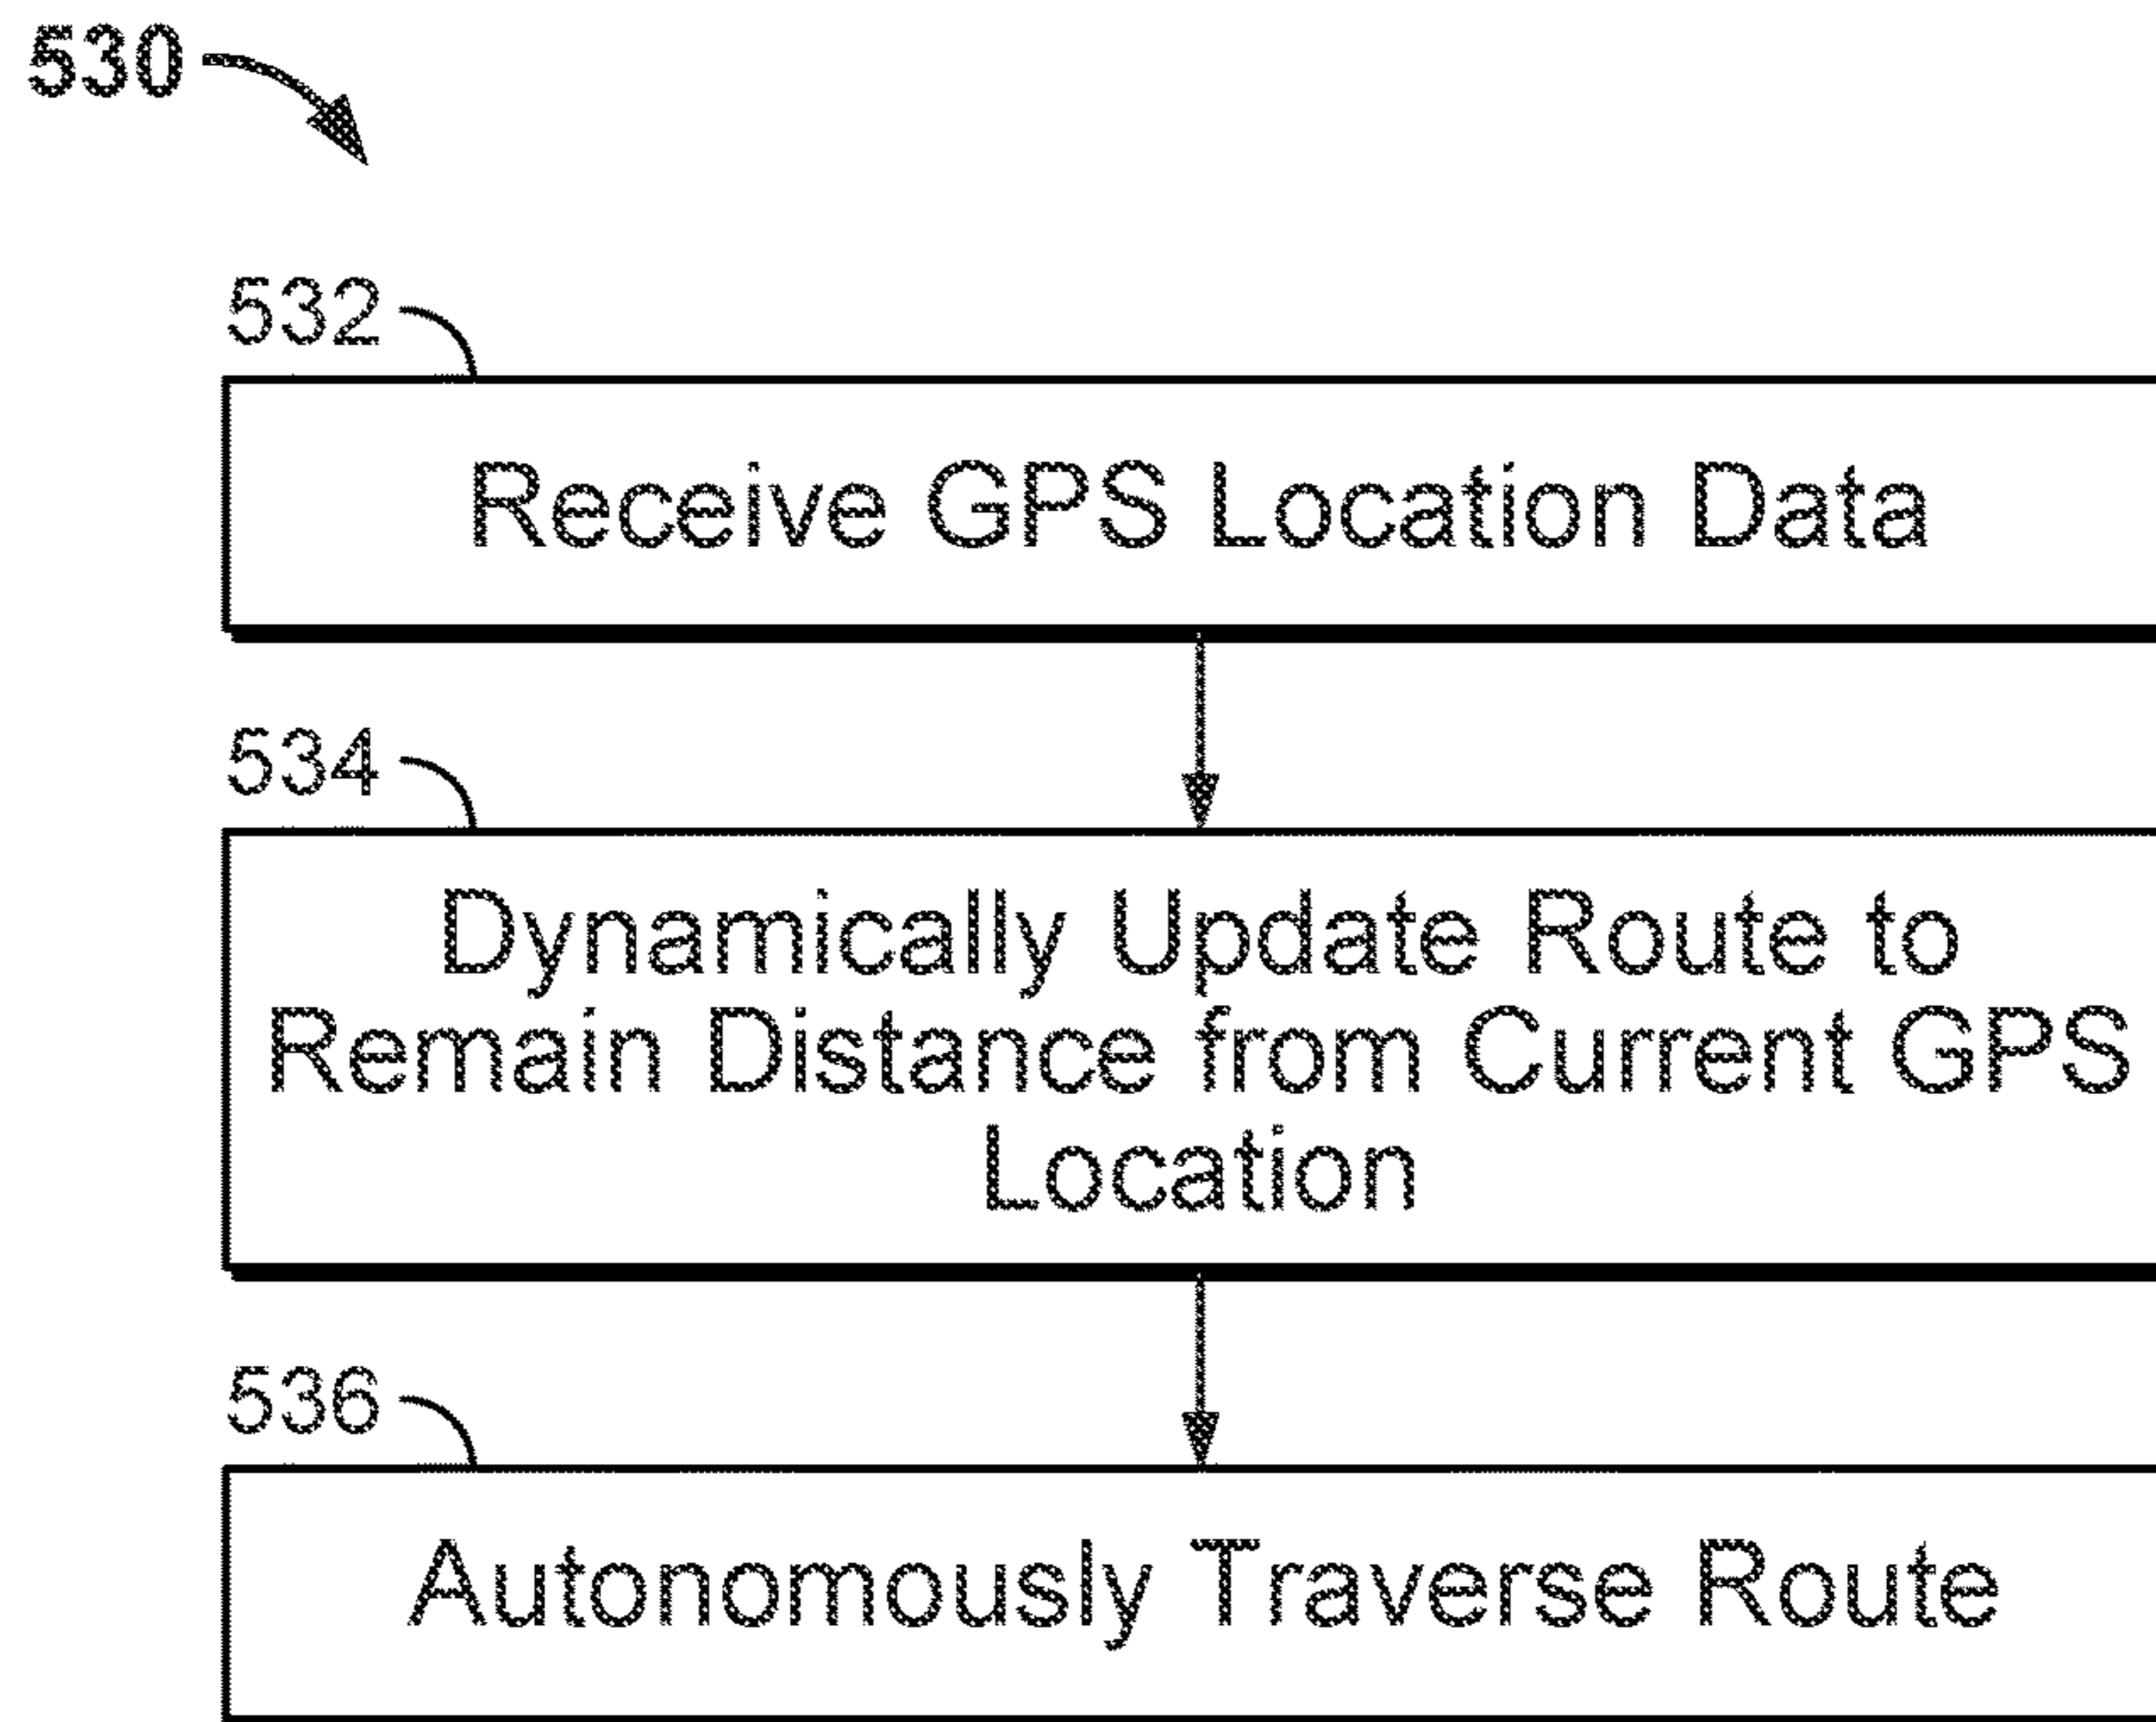 530
532
Receive GPS Location Data
534
Dynamically Update Route to
Remain Distance from Current GPS
Location
536
Autonomously Traverse Route